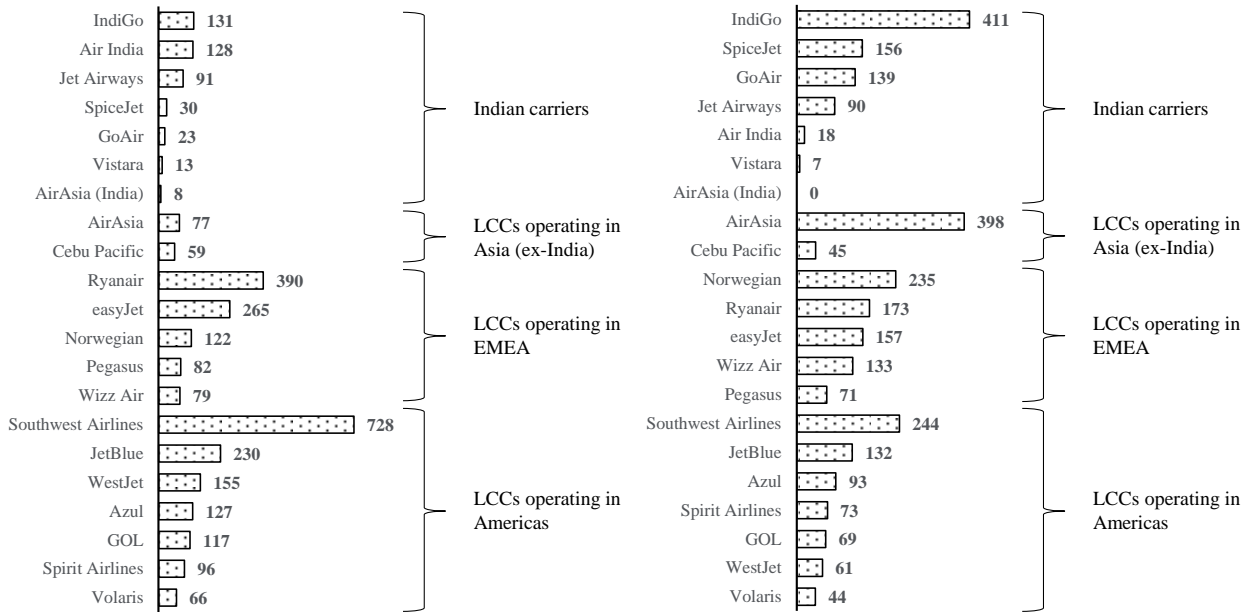 IndiGo 131
Air India 128
Jet Airways 91
SpiceJet 30
GoAir 23
Vistara 13
AirAsia (India) 8
Indian carriers
AirAsia 77
Cebu Pacific 59
LCCs operating in
Asia (ex-India)
Ryanair 390
easyJet 265
Norwegian 122
Pegasus 82
Wizz Air 79
LCCs operating in
EMEA
Southwest Airlines 728
JetBlue 230
WestJet 155
Azul 127
GOL 117
Spirit Airlines 96
Volaris 66
LCCs operating in
Americas
IndiGo 411
SpiceJet 156
GoAir 139
Jet Airways 90
Air India 18
Vistara 7
AirAsia (India) 0
Indian carriers
AirAsia 398
Cebu Pacific 45
LCCs operating in
Asia (ex-India)
Norwegian 235
Ryanair 173
easyJet 157
Wizz Air 133
Pegasus 71
LCCs operating in
EMEA
Southwest Airlines 244
JetBlue 132
Azul 93
Spirit Airlines 73
GOL 69
WestJet 61
Volaris 44
LCCs operating in
Americas